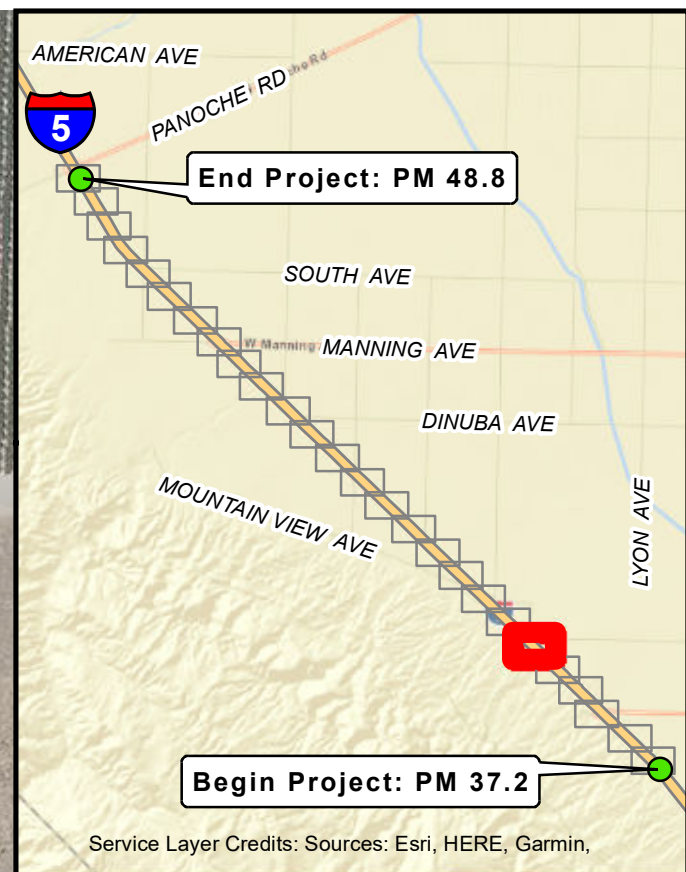 AMERICAN AVE
5
PANOCHE RD
End Project: PM 48.8
SOUTH AVE
W Manning
MANNING AVE
DINUBA AVE
MOUNTAIN VIEW AVE
LYON AVE
Begin Project: PM 37.2
Service Layer Credits: Sources: Esri, HERE, Garmin,